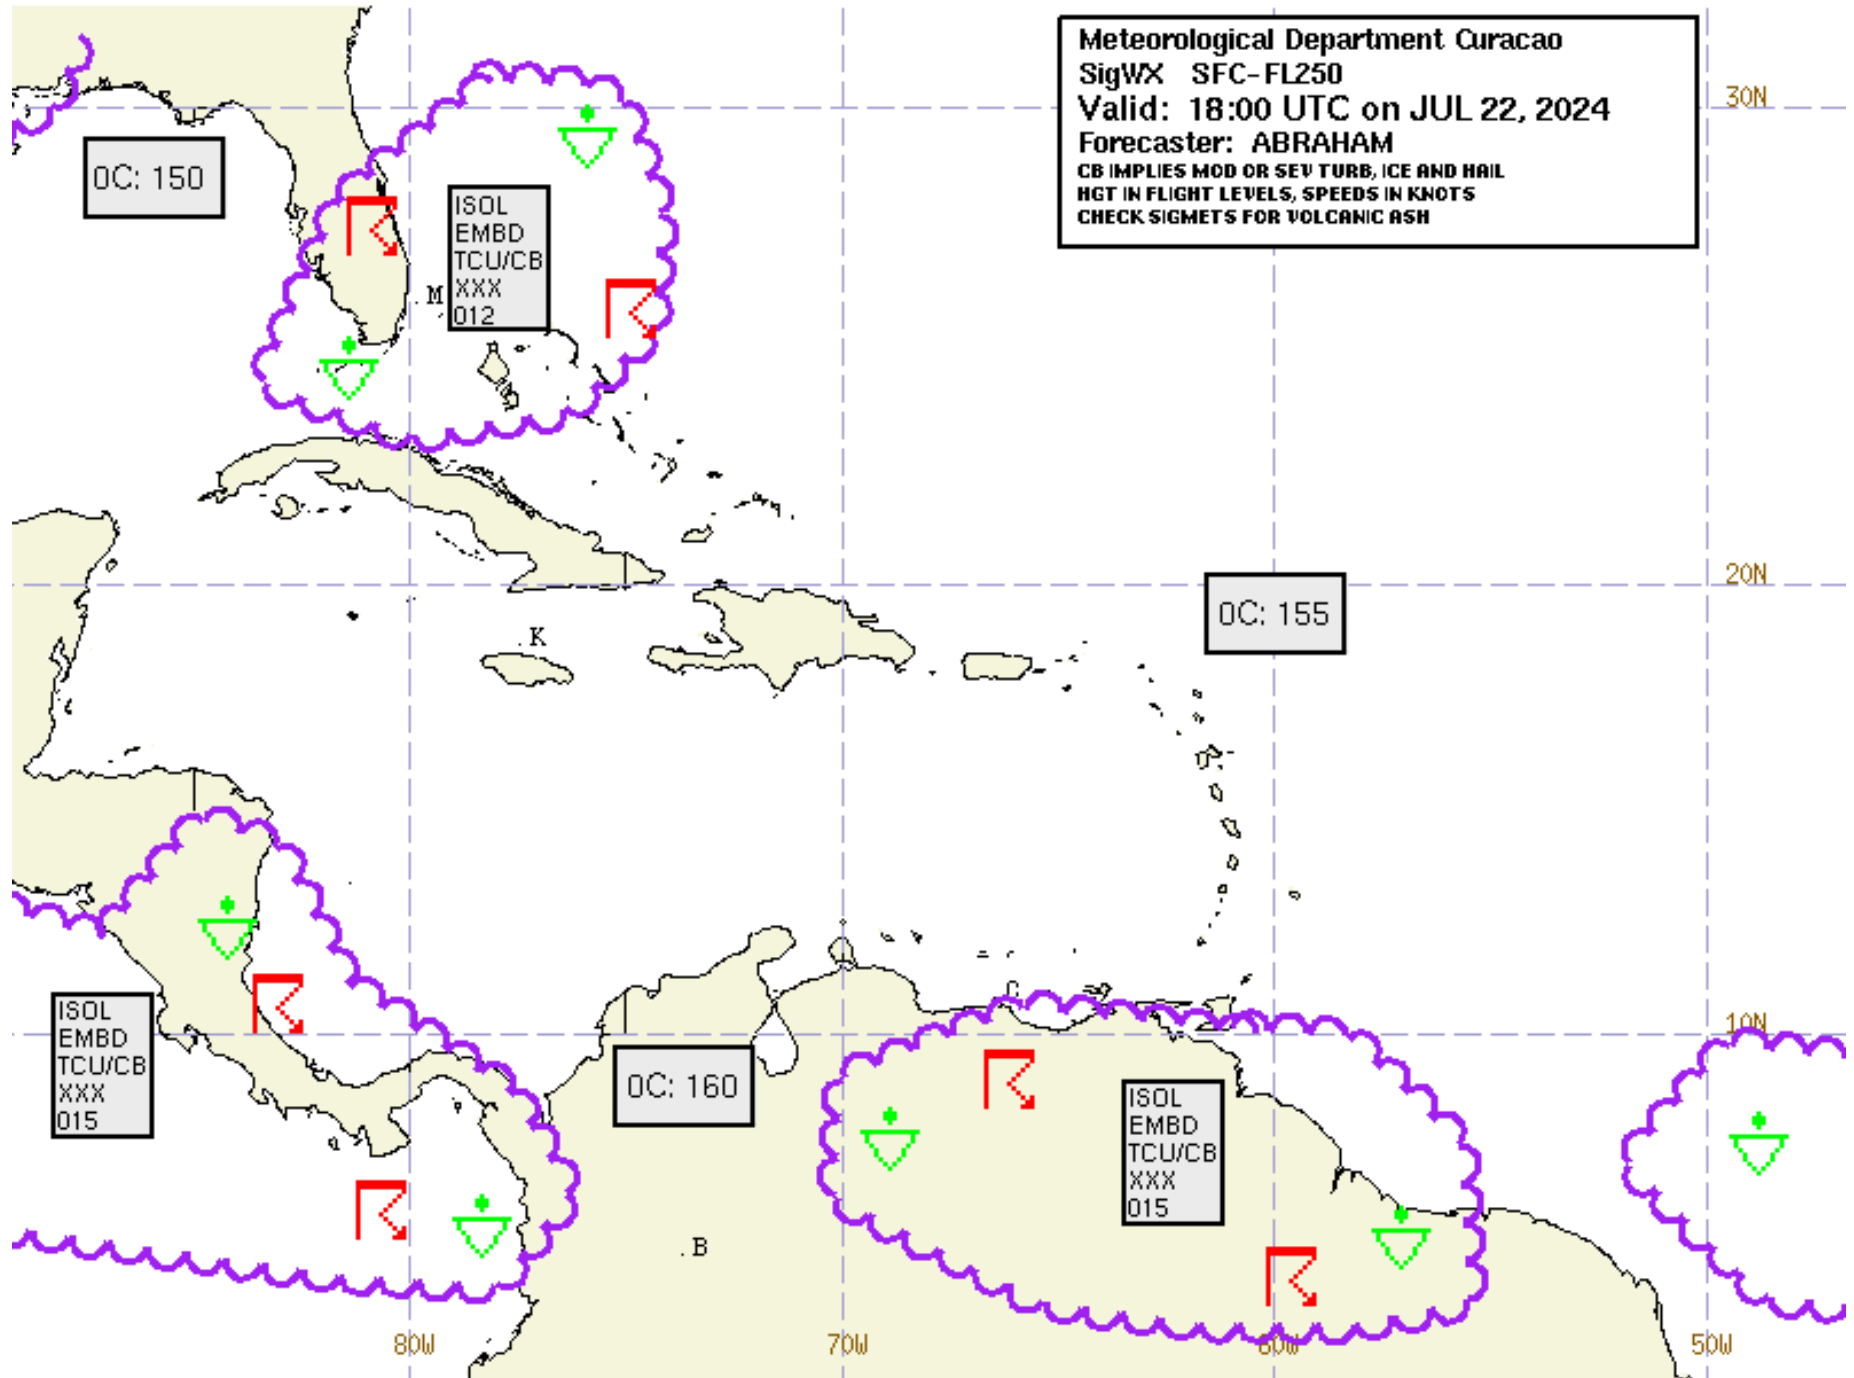 Meteorological Department Curacao
SigWX SFC-FL250
Valid: 18:00 UTC on JUL 22, 2024
Forecaster: ABRAHAM
CB IMPLIES MOD OR SEV TURB, ICE AND HAIL
HGT IN FLIGHT LEVELS, SPEEDS IN KNOTS
CHECK SIGMETS FOR VOLCANIC ASH
30N
0C: 150
ISOL
EMBD
TCU/CB
XXX
012
.M
20N
0C: 155
.K
ISOL
EMBD
TCU/CB
XXX
015
C
10N
0C: 160
ISOL
EMBD
TCU/CB
XXX
015
.B
80W
70W
60W
50W